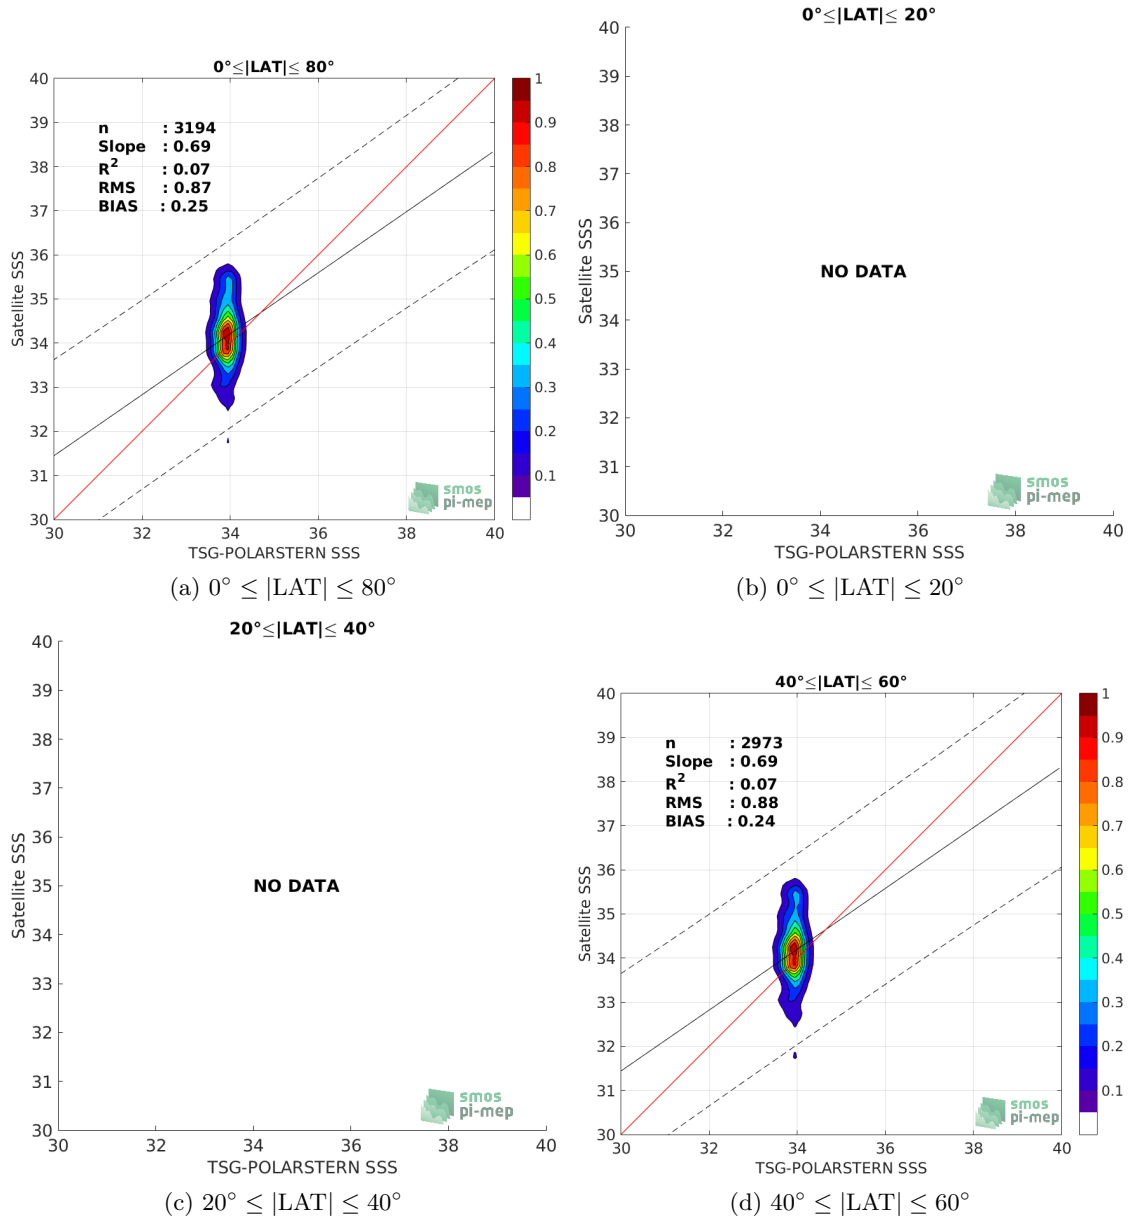 0°≤|LAT|≤ 80°
40
39
38
37
36
35
34
33
32
31
30
Satellite SSS
n : 3194
Slope : 0.69
R2 : 0.07
RMS : 0.87
BIAS : 0.25
smos
pi-mep
30 32 34 36 38 40
TSG-POLARSTERN SSS
1
0.9
0.8
0.7
0.6
0.5
0.4
0.3
0.2
0.1
(a) 0° ≤ |LAT| ≤ 80°
0°≤|LAT|≤ 20°
40
39
38
37
36
35
34
33
32
31
30
Satellite SSS
NO DATA
smos
pi-mep
30 32 34 36 38 40
TSG-POLARSTERN SSS
(b) 0° ≤ |LAT| ≤ 20°
20°≤|LAT|≤ 40°
40
39
38
37
36
35
34
33
32
31
30
Satellite SSS
NO DATA
smos
pi-mep
30 32 34 36 38 40
TSG-POLARSTERN SSS
(c) 20° ≤ |LAT| ≤ 40°
40°≤|LAT|≤ 60°
40
39
38
37
36
35
34
33
32
31
30
Satellite SSS
n : 2973
Slope : 0.69
R2 : 0.07
RMS : 0.88
BIAS : 0.24
smos
pi-mep
30 32 34 36 38 40
TSG-POLARSTERN SSS
1
0.9
0.8
0.7
0.6
0.5
0.4
0.3
0.2
0.1
(d) 40° ≤ |LAT| ≤ 60°